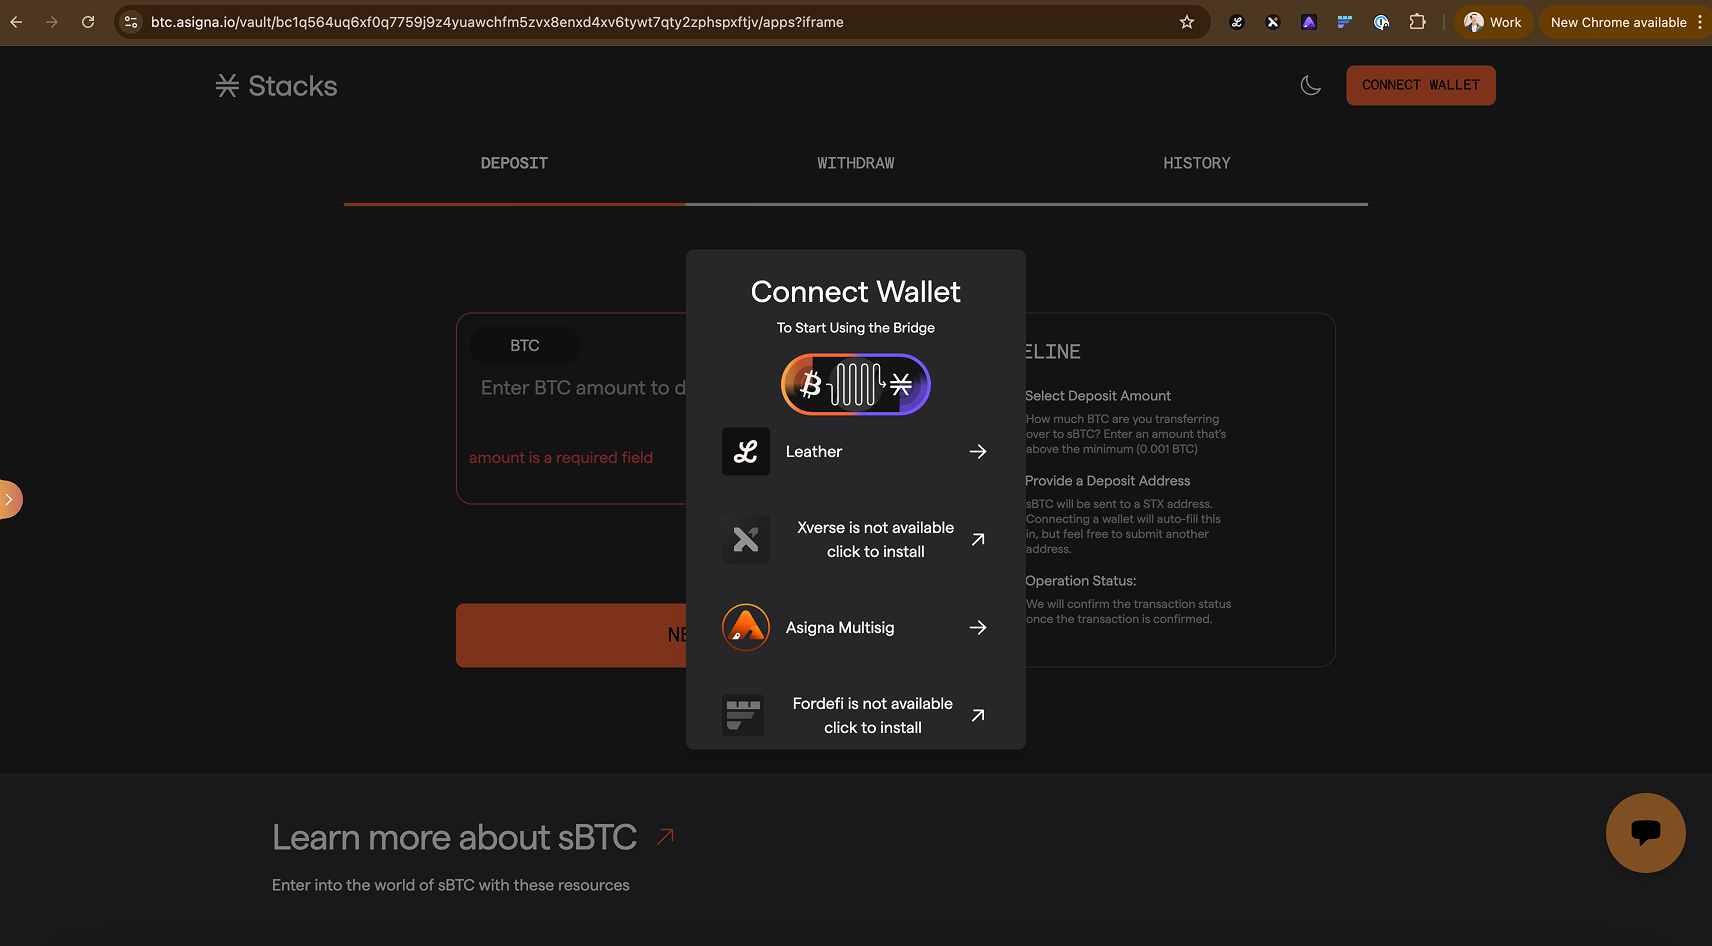 btc.asigna.io/vault/bc1q564uq6xf0q7759j9z4yuawchfm5zvx8enxd4xv6tywt7qty2zphspxftjv/apps?iframe
Work
New Chrome available
Stacks
CONNECT WALLET
DEPOSIT
WITHDRAW
HISTORY
Connect Wallet
To Start Using the Bridge
Leather
Xverse is not available
click to install
Asigna Multisig
Fordefi is not available
click to install
BTC
Enter BTC amount to d
amount is a required field
NE
ELINE
Select Deposit Amount
How much BTC are you transferring
over to sBTC? Enter an amount that's
above the minimum (0.001 BTC)
Provide a Deposit Address
sBTC will be sent to a STX address.
Connecting a wallet will auto-fill this
in, but feel free to submit another
address.
Operation Status:
We will confirm the transaction status
once the transaction is confirmed.
Learn more about sBTC
Enter into the world of sBTC with these resources